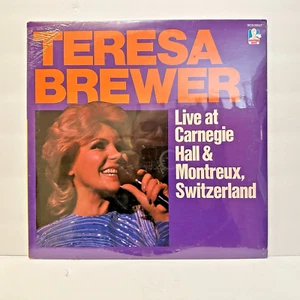 TERESA
BREWER
Live at
Carnegie
Hall &
Montreux,
Switzerland